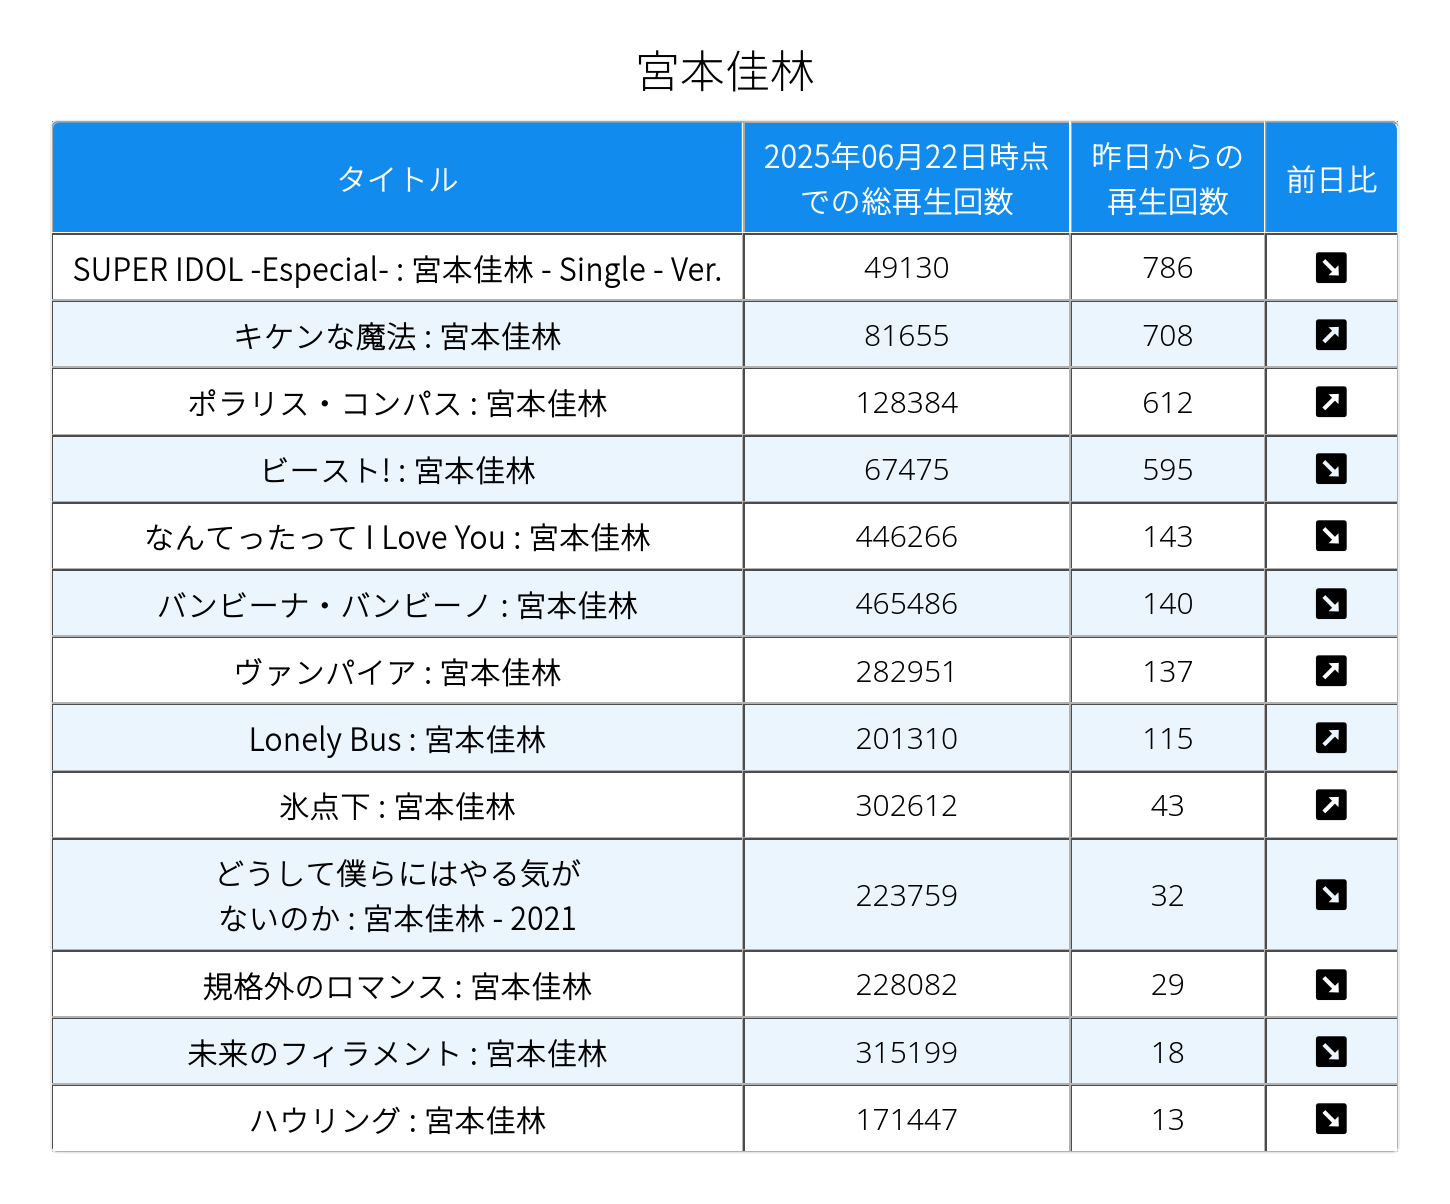 宮本佳林
タイトル
2025年06月22日時点
での総再生回数
昨日からの
再生回数
前日比
SUPER IDOL -Especial- : 宮本佳林 - Single - Ver.
49130
786
↘
キケンな魔法 : 宮本佳林
81655
708
↗
ポラリス・コンパス : 宮本佳林
128384
612
↗
ビースト! : 宮本佳林
67475
595
↘
なんてったって I Love You : 宮本佳林
446266
143
↘
バンビーナ・バンビーノ : 宮本佳林
465486
140
↘
ヴァンパイア : 宮本佳林
282951
137
↗
Lonely Bus : 宮本佳林
201310
115
↗
氷点下 : 宮本佳林
302612
43
↗
どうして僕らにはやる気が
ないのか : 宮本佳林 - 2021
223759
32
↘
規格外のロマンス : 宮本佳林
228082
29
↘
未来のフィラメント : 宮本佳林
315199
18
↘
ハウリング : 宮本佳林
171447
13
↘